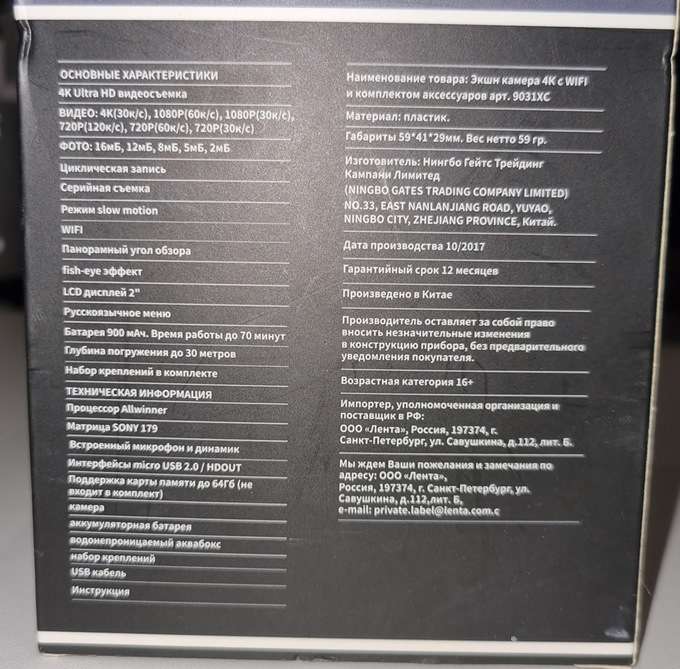 ОСНОВНЫЕ ХАРАКТЕРИСТИКИ
4K Ultra HD видеосъемка
ВИДЕО: 4K(30к/с), 1080P(60к/с), 1080P(30к/с),
720P(120к/с), 720P(60к/с), 720P(30к/с)
ФОТО: 16мБ, 12мБ, 8мБ, 5мБ, 2мБ
Циклическая запись
Серийная съемка
Режим slow motion
WIFI
Панорамный угол обзора
fish-eye эффект
LCD дисплей 2"
Русскоязычное меню
Батарея 900 мАч. Время работы до 70 минут
Глубина погружения до 30 метров
Набор креплений в комплекте
ТЕХНИЧЕСКАЯ ИНФОРМАЦИЯ
Процессор Allwinner
Матрица SONY 179
Встроенный микрофон и динамик
Интерфейсы micro USB 2.0 / HDOUT
Поддержка карты памяти до 64Гб (не
входит в комплект)
камера
аккумуляторная батарея
водонепроницаемый аквабокс
набор креплений
USB кабель
Инструкция
Наименование товара: Экшн камера 4K с WIFI
и комплектом аксессуаров арт. 9031XC
Материал: пластик.
Габариты 59*41*29мм. Вес нетто 59 гр.
Изготовитель: Нингбо Гейтс Трейдинг
Кампани Лимитед
(NINGBO GATES TRADING COMPANY LIMITED)
NO.33, EAST NANLANJIANG ROAD, YUYAO,
NINGBO CITY, ZHEJIANG PROVINCE, Китай.
Дата производства 10/2017
Гарантийный срок 12 месяцев
Произведено в Китае
Производитель оставляет за собой право
вносить незначительные изменения
в конструкцию прибора, без предварительного
уведомления покупателя.
Возрастная категория 16+
Импортер, уполномоченная организация и
поставщик в РФ:
ООО «Лента», Россия, 197374, г.
Санкт-Петербург, ул. Савушкина, д.112, лит. Б.
Мы ждем Ваши пожелания и замечания по
адресу: ООО «Лента»,
Россия, 197374, г. Санкт-Петербург, ул.
Савушкина, д.112,лит. Б,
e-mail: private.label@lenta.com.c